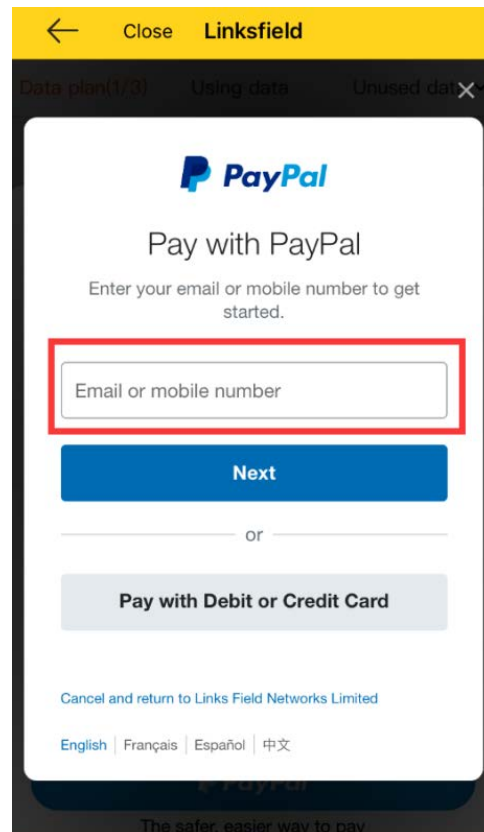 Close Linksfield
Data plan(1/3) Using data Unused dat
PayPal
Pay with PayPal
Enter your email or mobile number to get
started.
Email or mobile number
Next
or
Pay with Debit or Credit Card
Cancel and return to Links Field Networks Limited
English Français Español 中文
PayPal
The safer, easier way to pay